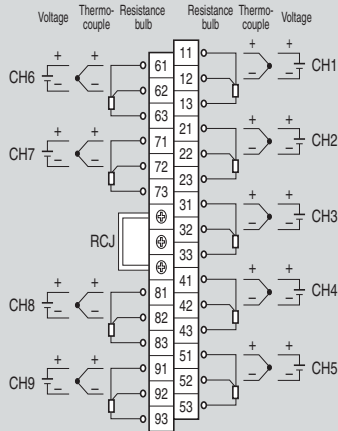 Voltage Thermo-couple Resistance bulb Resistance bulb Thermo-couple Voltage
11
61
12
62
13
63
CH6
CH1
21
71
22
72
23
73
CH7
CH2
31
32
33
RCJ
CH3
41
81
42
82
43
83
CH8
CH4
51
91
52
92
53
93
CH9
CH5
+ + + +
− − − −
+ + + +
− − − −
+ +
− −
+ + + +
− − − −
+ + + +
− − − −